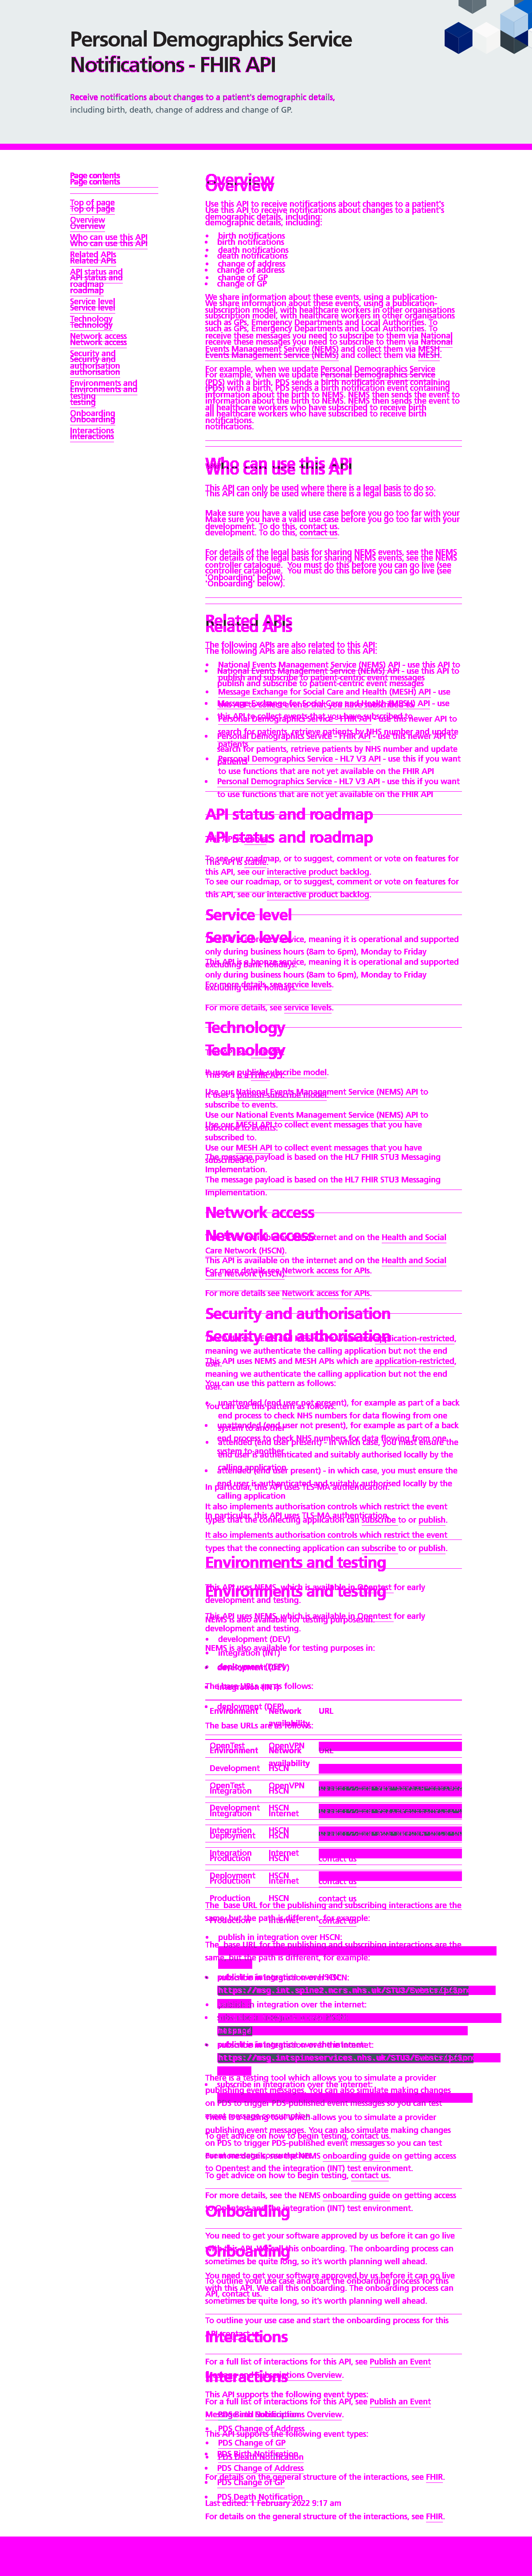 Personal Demographics Service
Notifications - FHIR API
Receive notifications about changes to a patient's demographic details,
including birth, death, change of address and change of GP.
Page contents
Top of page
Overview
Who can use this API
Related APIs
API status and
roadmap
Service level
Technology
Network access
Security and
authorisation
Environments and
testing
Onboarding
Interactions
Overview
Use this API to receive notifications about changes to a patient's
demographic details, including:
• birth notifications
• death notifications
• change of address
• change of GP
We share information about these events, using a publication-
subscription model, with healthcare workers in other organisations
such as GPs, Emergency Departments and Local Authorities. To
receive these messages you need to subscribe to them via National
Events Management Service (NEMS) and collect them via MESH.
For example, when we update Personal Demographics Service
(PDS) with a birth, PDS sends a birth notification event containing
information about the birth to NEMS. NEMS then sends the event to
all healthcare workers who have subscribed to receive birth
notifications.
Who can use this API
This API can only be used where there is a legal basis to do so.
Make sure you have a valid use case before you go too far with your
development. To do this, contact us.
For details of the legal basis for sharing NEMS events, see the NEMS
controller catalogue. You must do this before you can go live (see
'Onboarding' below).
Related APIs
The following APIs are also related to this API:
• National Events Management Service (NEMS) API - use this API to
publish and subscribe to patient-centric event messages
• Message Exchange for Social Care and Health (MESH) API - use
this API to collect events that you have subscribed to
• Personal Demographics Service - FHIR API - use this newer API to
search for patients, retrieve patients by NHS number and update
patients
• Personal Demographics Service - HL7 V3 API - use this if you want
to use functions that are not yet available on the FHIR API
API status and roadmap
This API is stable.
To see our roadmap, or to suggest, comment or vote on features for
this API, see our interactive product backlog.
Service level
This API is a bronze service, meaning it is operational and supported
only during business hours (8am to 6pm), Monday to Friday
excluding bank holidays.
For more details, see service levels.
Technology
This API is a FHIR API.
It uses a publish-subscribe model.
Use our National Events Management Service (NEMS) API to
subscribe to events.
Use our MESH API to collect event messages that you have
subscribed to.
The message payload is based on the HL7 FHIR STU3 Messaging
Implementation.
Network access
This API is available on the internet and on the Health and Social
Care Network (HSCN).
For more details see Network access for APIs.
Security and authorisation
This API uses NEMS and MESH APIs which are application-restricted,
meaning we authenticate the calling application but not the end
user.
You can use this pattern as follows:
• unattended (end user not present), for example as part of a back
end process to check NHS numbers for data flowing from one
system to another
• attended (end user present) - in which case, you must ensure the
end user is authenticated and suitably authorised locally by the
calling application
In particular, this API uses TLS-MA authentication.
It also implements authorisation controls which restrict the event
types that the connecting application can subscribe to or publish.
Environments and testing
This API uses NEMS, which is available in Opentest for early
development and testing.
NEMS is also available for testing purposes in:
• development (DEV)
• integration (INT)
• deployment (DEP)
The base URLs are as follows:
Environment Network availability URL
OpenTest OpenVPN
Development HSCN
Integration HSCN
Integration Internet
Deployment HSCN
Production HSCN contact us
Production Internet contact us
The base URL for the publishing and subscribing interactions are the
same, but the path is different, for example:
• publish in integration over HSCN:
• subscribe in integration over HSCN:
• publish in integration over the internet:
• subscribe in integration over the internet:
There is a testing tool which allows you to simulate a provider
publishing event messages. You can also simulate making changes
on PDS to trigger PDS-published event messages so you can test
event message consumption.
To get advice on how to begin testing, contact us.
For more details, see the NEMS onboarding guide on getting access
to Opentest and the integration (INT) test environment.
Onboarding
You need to get your software approved by us before it can go live
with this API. We call this onboarding. The onboarding process can
sometimes be quite long, so it's worth planning well ahead.
To outline your use case and start the onboarding process for this
API, contact us.
Interactions
For a full list of interactions for this API, see Publish an Event
Message and Subscriptions Overview.
This API supports the following event types:
• PDS Birth Notification
• PDS Change of Address
• PDS Change of GP
• PDS Death Notification
For details on the general structure of the interactions, see FHIR.
Last edited: 1 February 2022 9:17 am